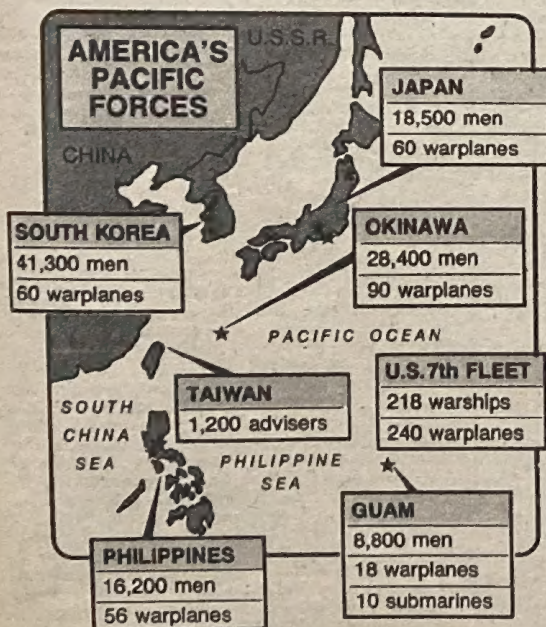 AMERICA'S
PACIFIC
FORCES
U.S.S.R.
CHINA
JAPAN
18,500 men
60 warplanes
SOUTH KOREA
41,300 men
60 warplanes
OKINAWA
28,400 men
90 warplanes
PACIFIC OCEAN
TAIWAN
1,200 advisers
U.S. 7th FLEET
218 warships
240 warplanes
SOUTH
CHINA
SEA
PHILIPPINE
SEA
GUAM
8,800 men
18 warplanes
10 submarines
PHILIPPINES
16,200 men
56 warplanes